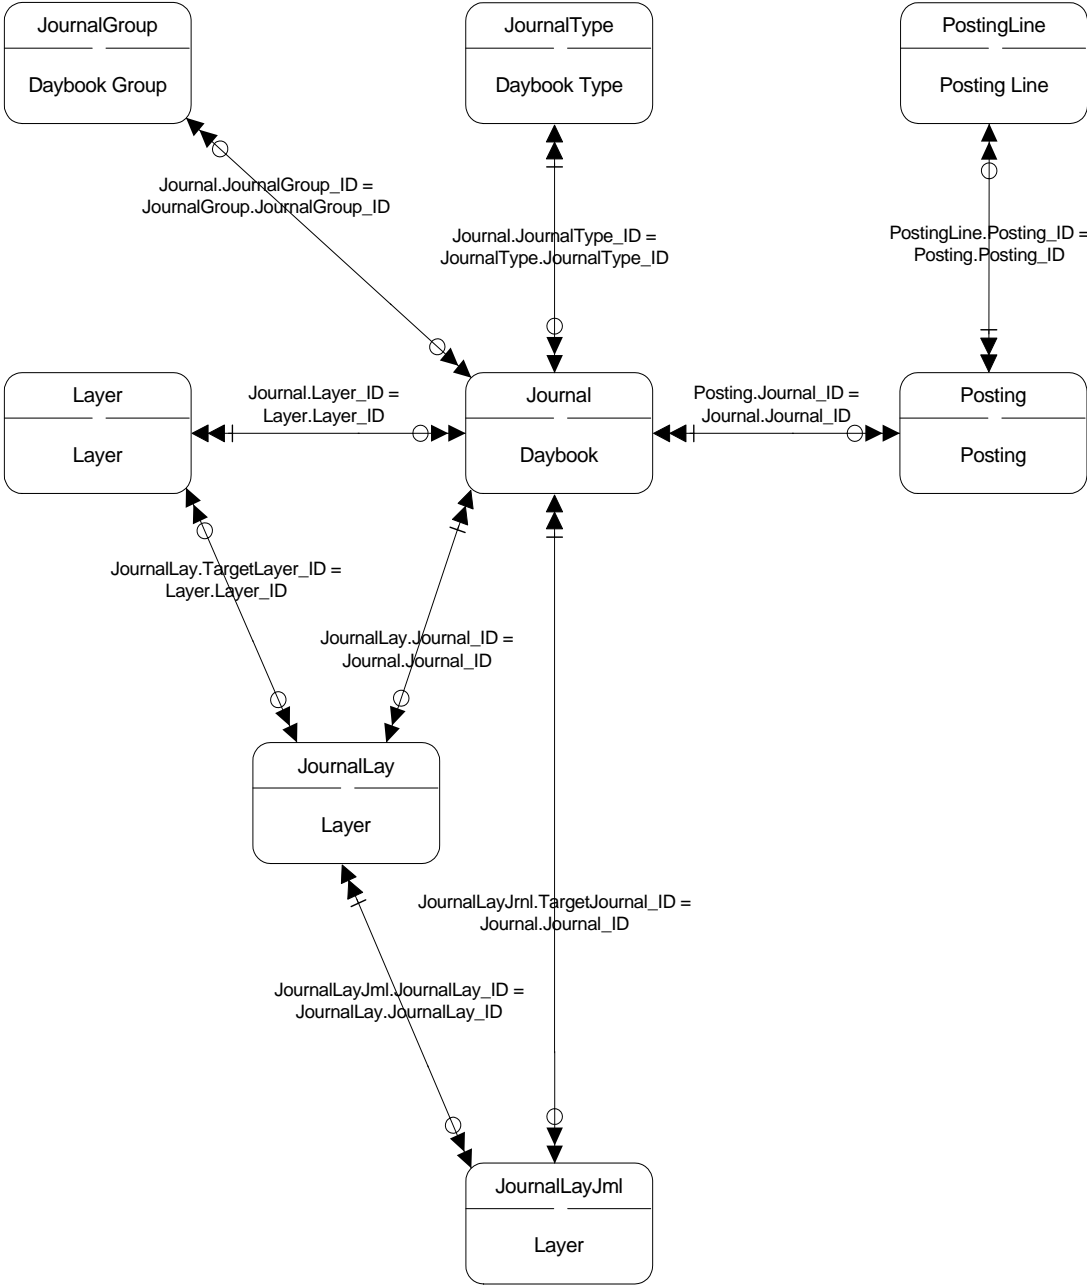 JournalGroup
Daybook Group
JournalType
Daybook Type
PostingLine
Posting Line
Journal.JournalGroup_ID =
JournalGroup.JournalGroup_ID
Journal.JournalType_ID =
JournalType.JournalType_ID
PostingLine.Posting_ID =
Posting.Posting_ID
Layer
Layer
Journal.Layer_ID =
Layer.Layer_ID
Journal
Daybook
Posting.Journal_ID =
Journal.Journal_ID
Posting
Posting
JournalLay.TargetLayer_ID =
Layer.Layer_ID
JournalLay.Journal_ID =
Journal.Journal_ID
JournalLay
Layer
JournalLayJrnl.TargetJournal_ID =
Journal.Journal_ID
JournalLayJml.JournalLay_ID =
JournalLay.JournalLay_ID
JournalLayJml
Layer